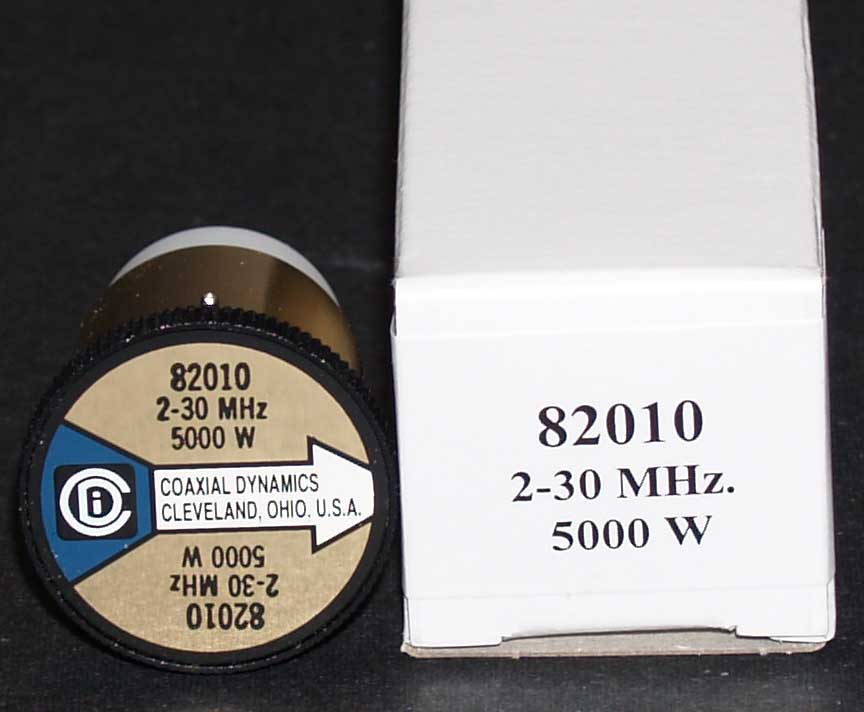 82010
2-30 MHz
5000 W
CDi
COAXIAL DYNAMICS
CLEVELAND, OHIO. U.S.A.
5000 W
2-30 MHz
82010
82010
2-30 MHz.
5000 W